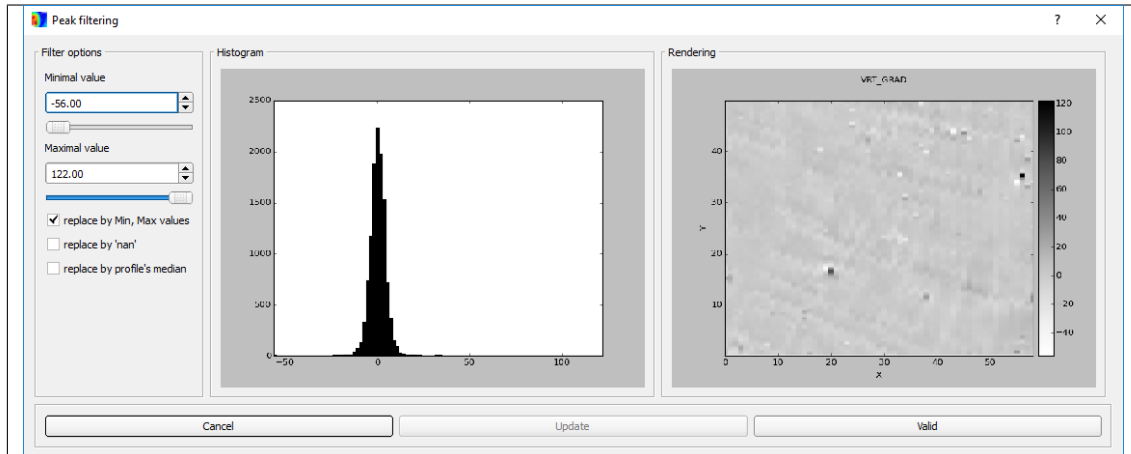 Peak filtering
?
Filter options
Minimal value
-56.00
Maximal value
122.00
replace by Min, Max values
replace by 'nan'
replace by profile's median
Histogram
2500
2000
1500
1000
500
0
-50 0 50 100
Rendering
VRT_GRAD
40
30
20
10
Y
0 10 20 30 40 50
X
120
100
80
60
40
20
0
-20
-40
Cancel Update Valid